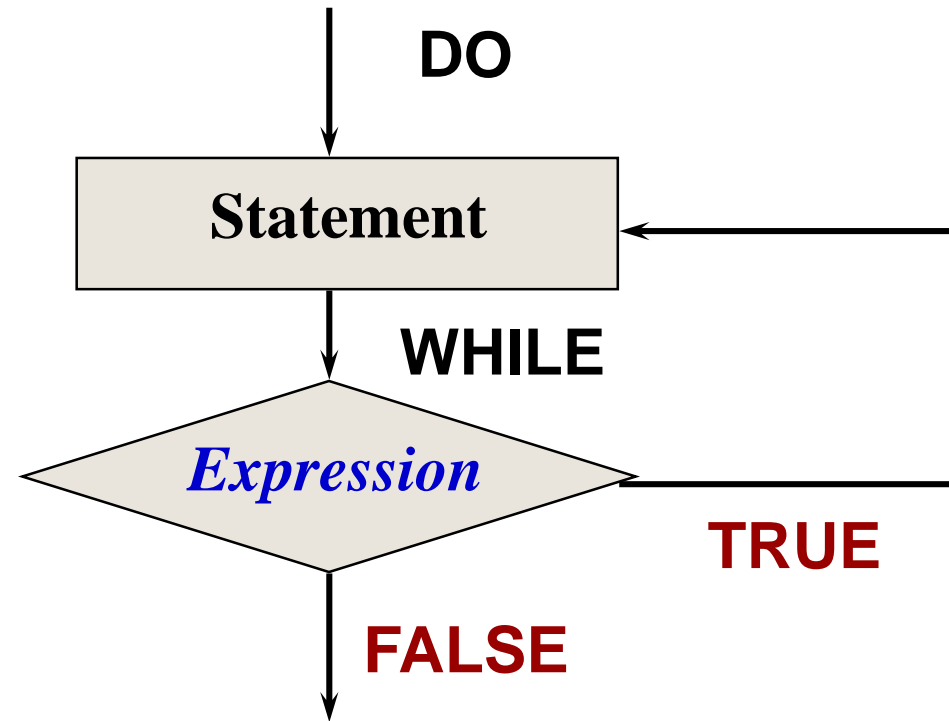 DO
Statement
WHILE
Expression
TRUE
FALSE